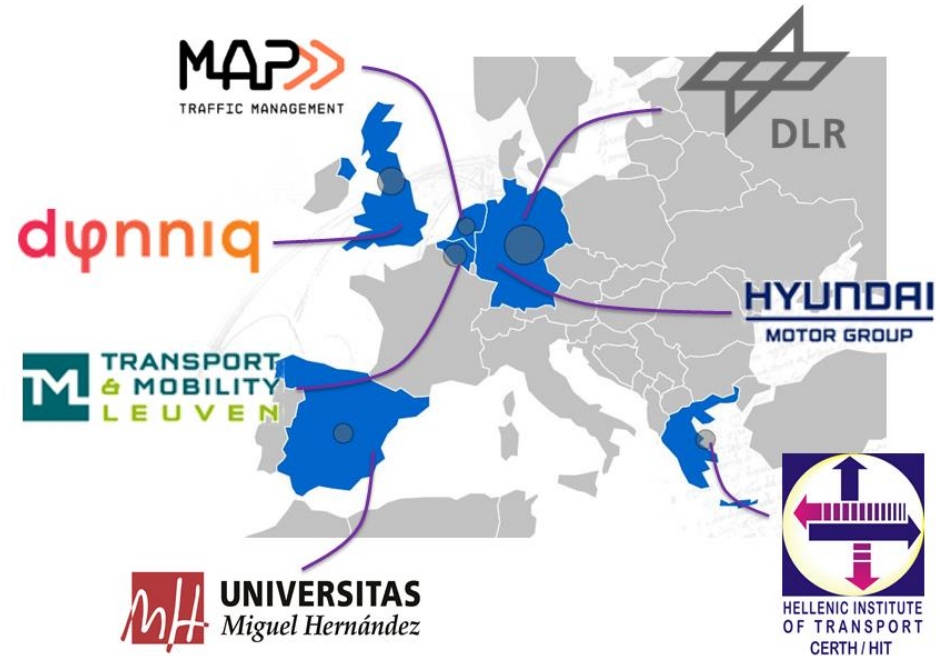 MAP
TRAFFIC MANAGEMENT
DLR
dynniq
HYUNDAI
MOTOR GROUP
TML
TRANSPORT
& MOBILITY
LEUVEN
UNIVERSITAS
Miguel Hernández
HELLENIC INSTITUTE
OF TRANSPORT
CERTH / HIT